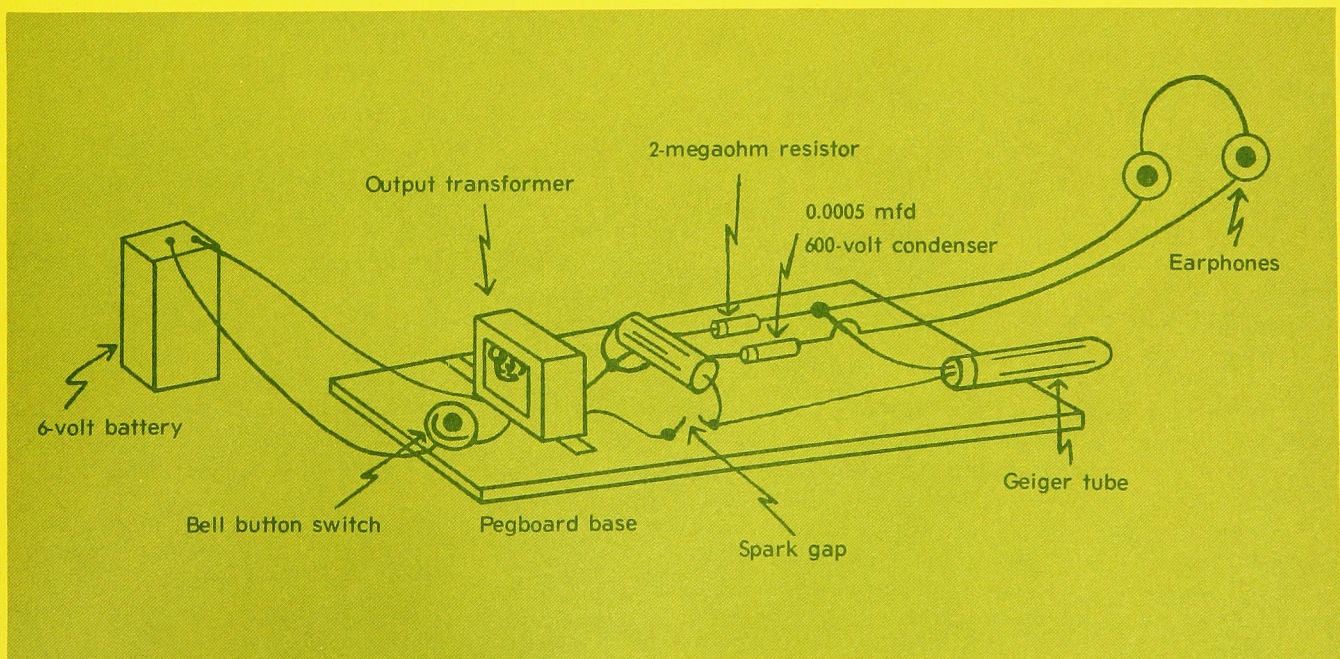 2-megaohm resistor
Output transformer
0.0005 mfd
600-volt condenser
Earphones
6-volt battery
Geiger tube
Bell button switch
Pegboard base
Spark gap